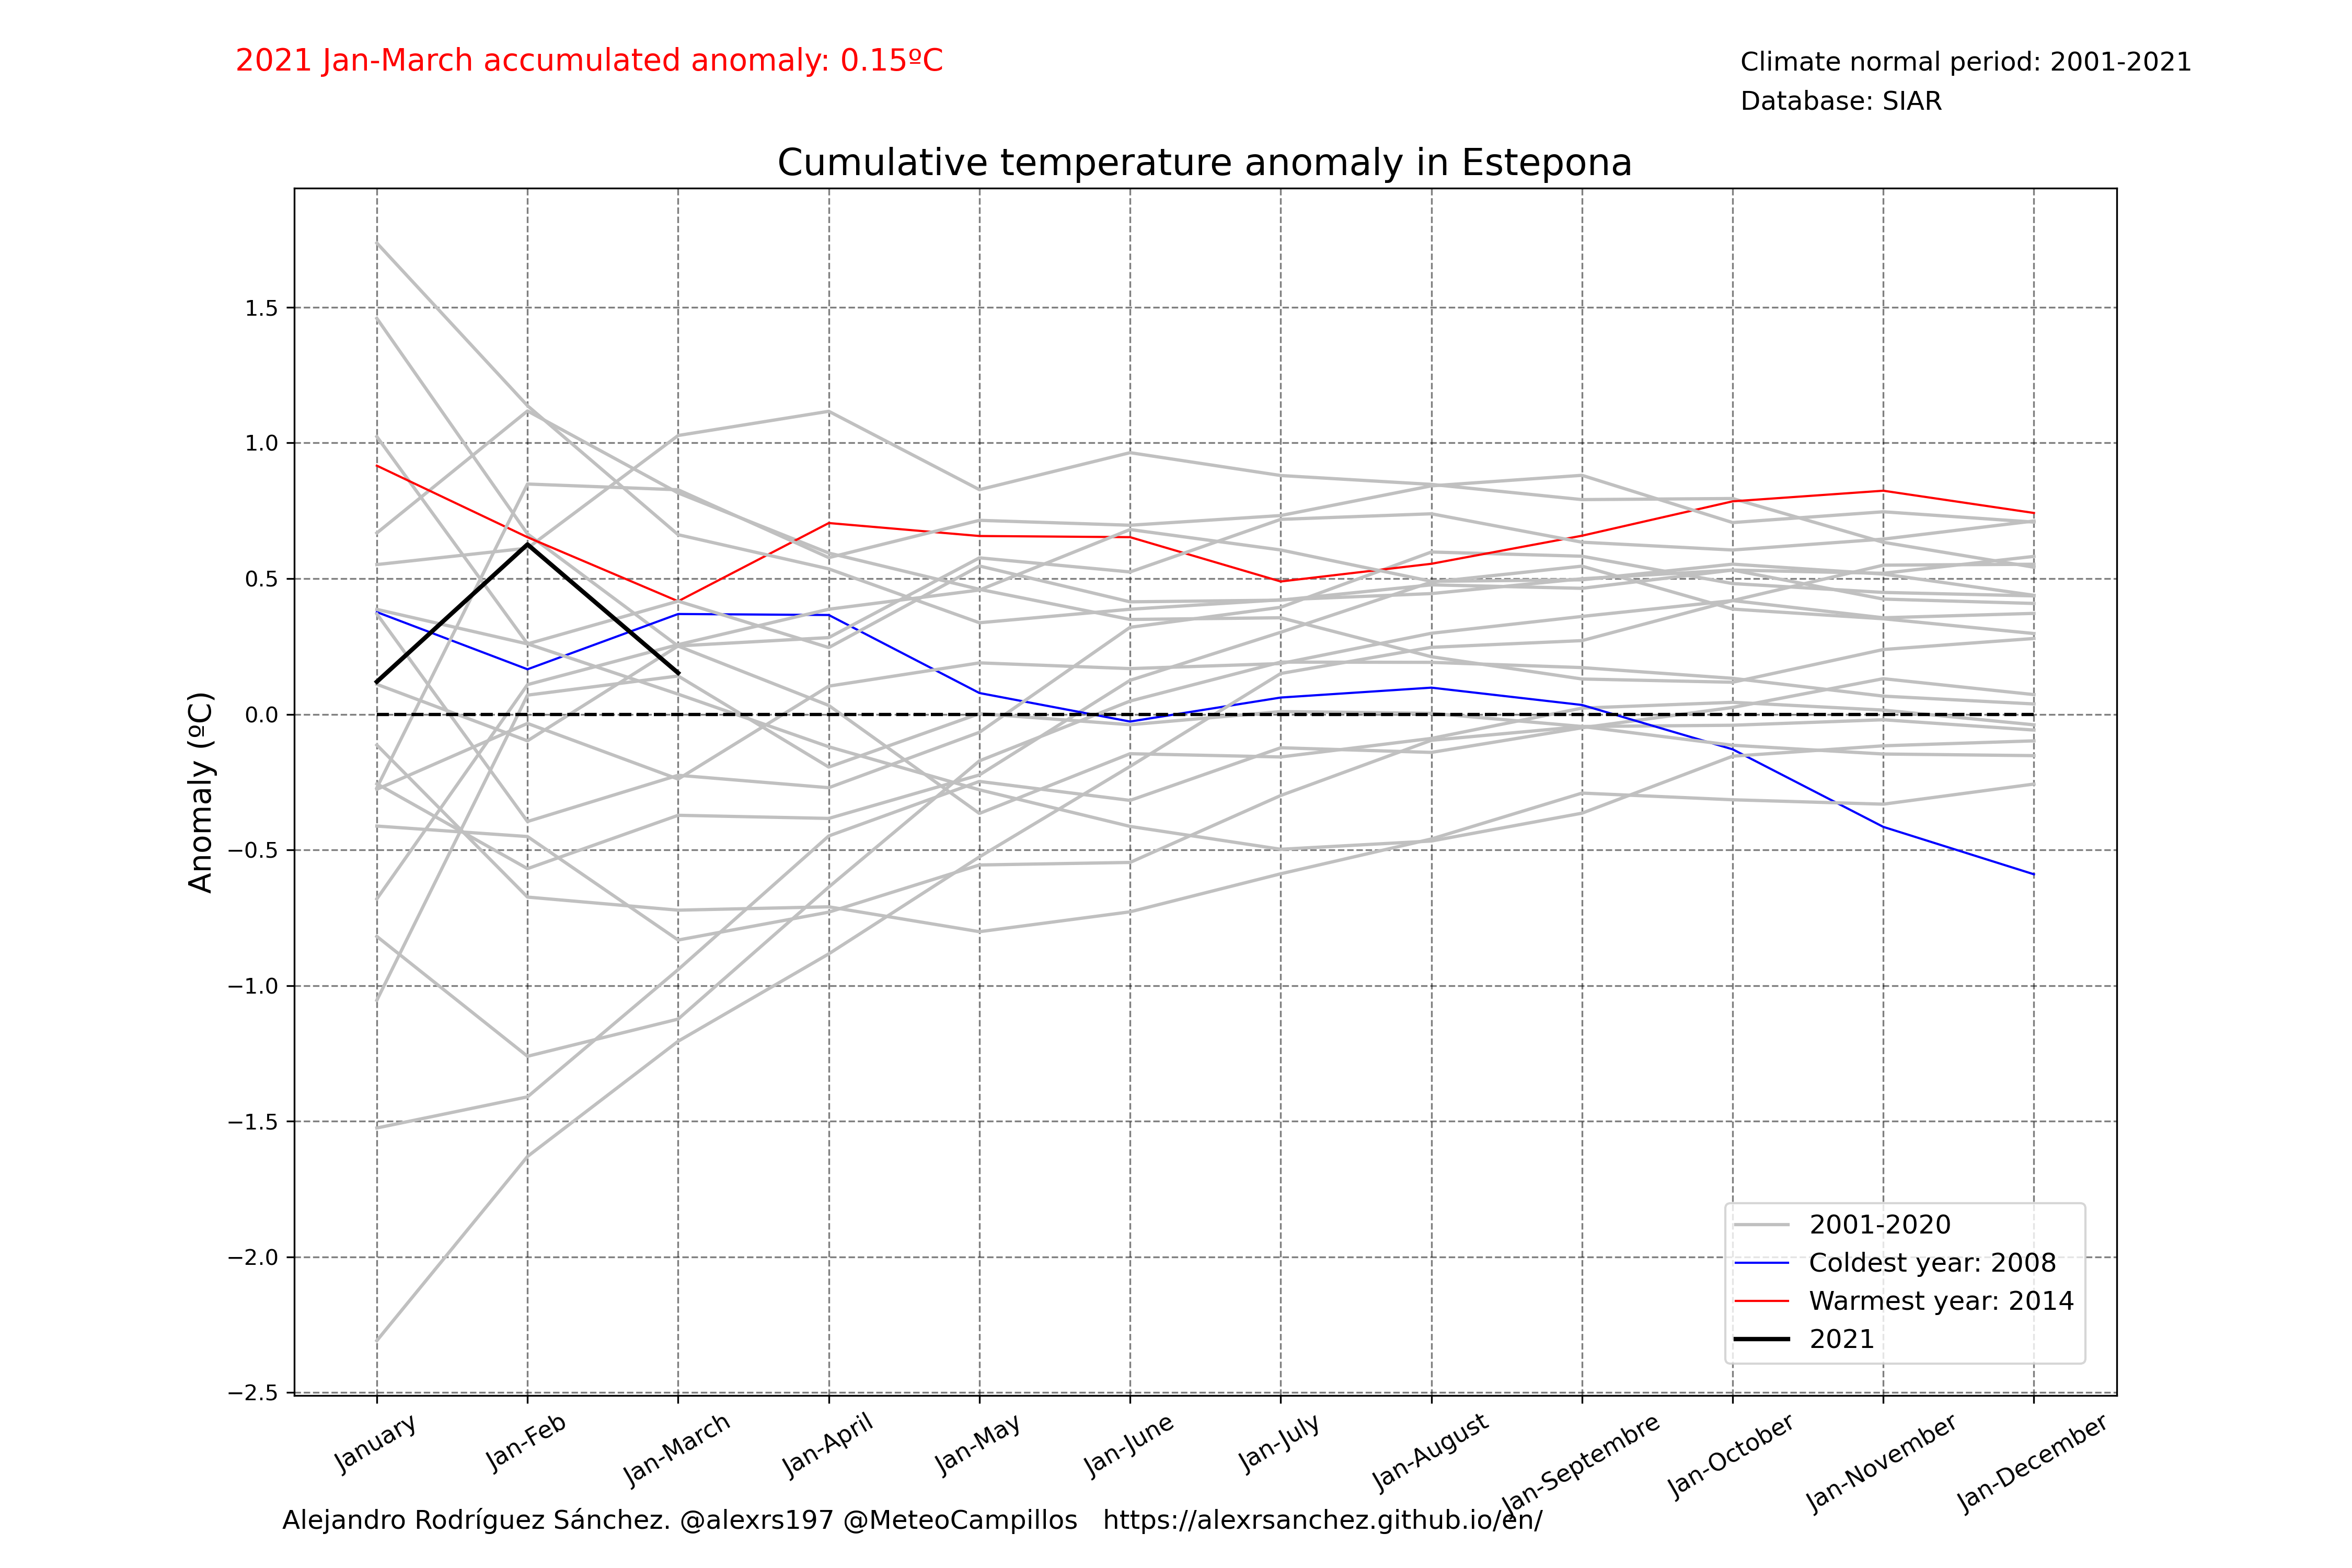 2021 Jan-March accumulated anomaly: 0.15ºC
Climate normal period: 2001-2021
Database: SIAR
Cumulative temperature anomaly in Estepona
Anomaly (ºC)
1.5
1.0
0.5
0.0
−0.5
−1.0
−1.5
−2.0
−2.5
2001-2020
Coldest year: 2008
Warmest year: 2014
2021
January
Jan-Feb
Jan-March
Jan-April
Jan-May
Jan-June
Jan-July
Jan-August
Jan-Septembre
Jan-October
Jan-November
Jan-December
Alejandro Rodríguez Sánchez. @alexrs197 @MeteoCampillos https://alexrsanchez.github.io/en/